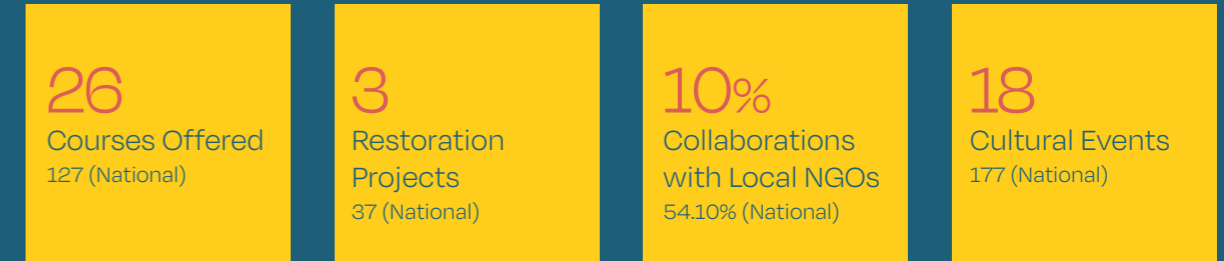 26
Courses Offered
127 (National)
3
Restoration
Projects
37 (National)
10%
Collaborations
with Local NGOs
54.10% (National)
18
Cultural Events
177 (National)